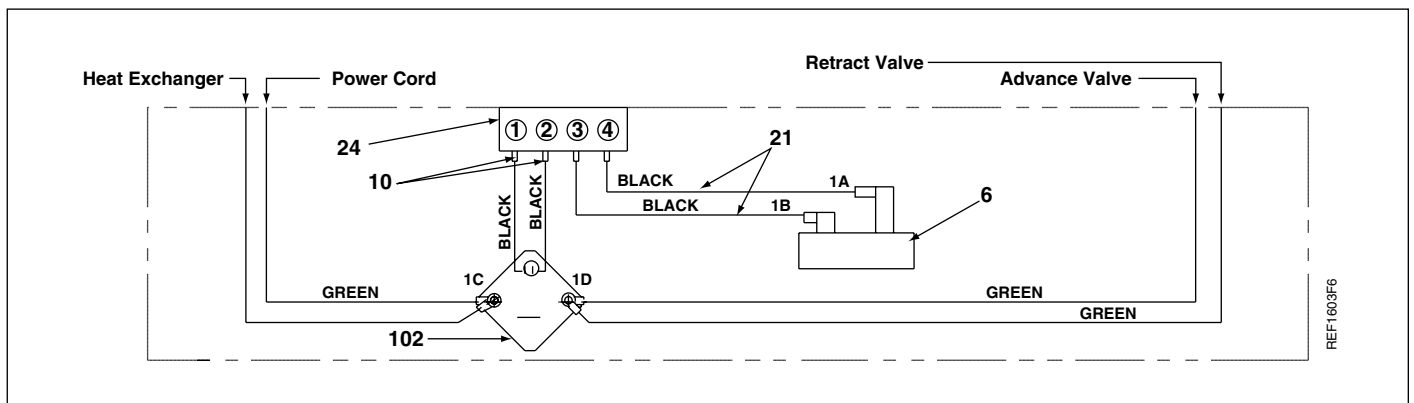 Retract Valve
Heat Exchanger
Power Cord
Advance Valve
1 2 3 4
24
21
10
BLACK
1A
6
BLACK
1B
BLACK
BLACK
1C
1D
GREEN
GREEN
GREEN
102
REF1603F6